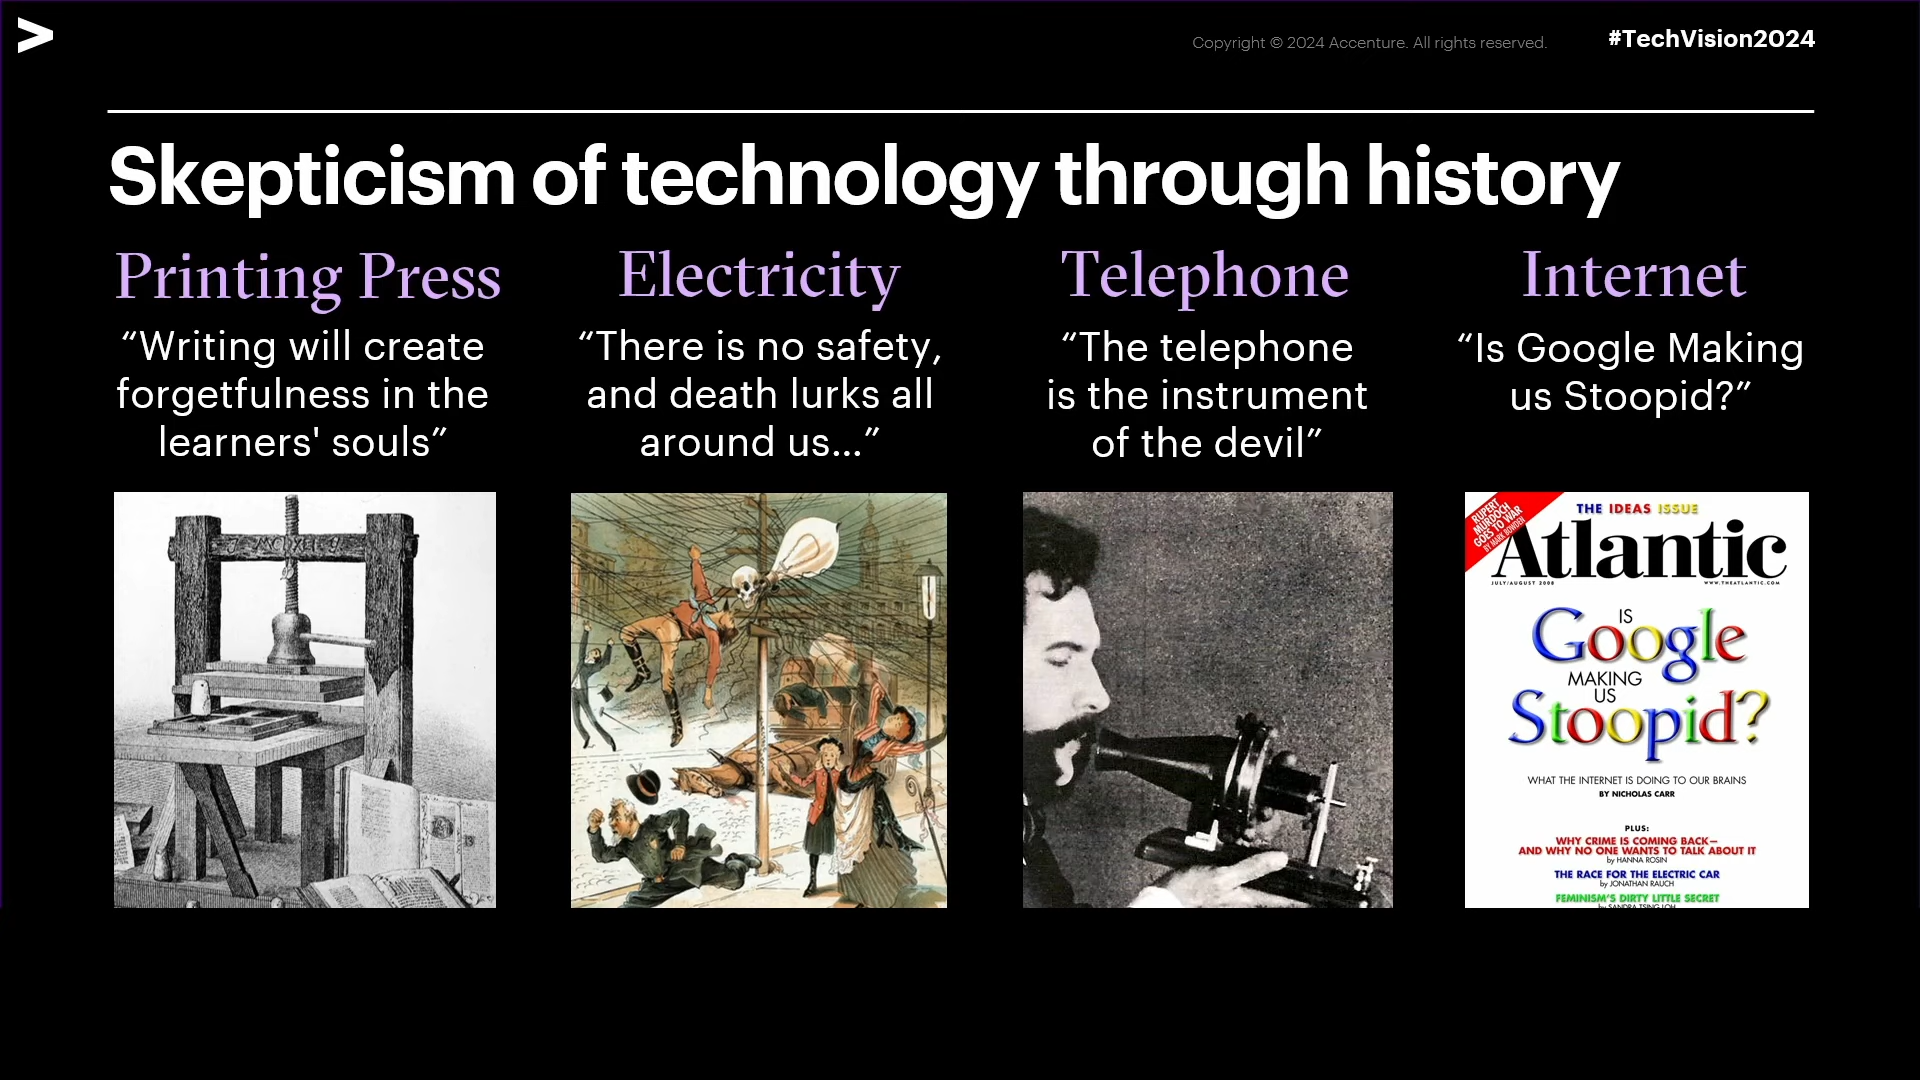 Copyright © 2024 Accenture. All rights reserved.
#TechVision2024
Skepticism of technology through history
Printing Press
“Writing will create
forgetfulness in the
learners' souls”
Electricity
“There is no safety,
and death lurks all
around us...”
Telephone
“The telephone
is the instrument
of the devil”
Internet
“Is Google Making
us Stoopid?”
RUPERT
MURDOCH
GOES TO WAR
BY MARK BOWDEN
THE IDEAS ISSUE
Atlantic
JULY/AUGUST 2008
WWW.THEATLANTIC.COM
IS
Google
MAKING
US
Stoopid?
WHAT THE INTERNET IS DOING TO OUR BRAINS
BY NICHOLAS CARR
PLUS:
WHY CRIME IS COMING BACK—
AND WHY NO ONE WANTS TO TALK ABOUT IT
by HANNA ROSIN
THE RACE FOR THE ELECTRIC CAR
by JONATHAN RAUCH
FEMINISM'S DIRTY LITTLE SECRET
by SANDRA TSING LOH